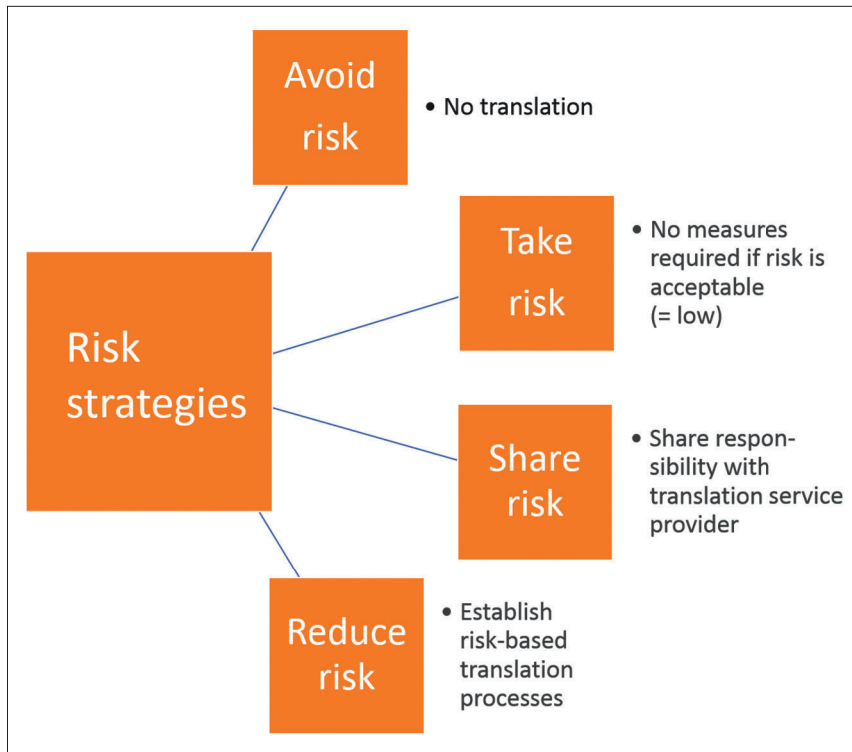 Avoid
risk
• No translation
Take
risk
• No measures
required if risk is
acceptable
(= low)
Risk
strategies
Share
risk
• Share respon-
sibility with
translation service
provider
Reduce
risk
• Establish
risk-based
translation
processes